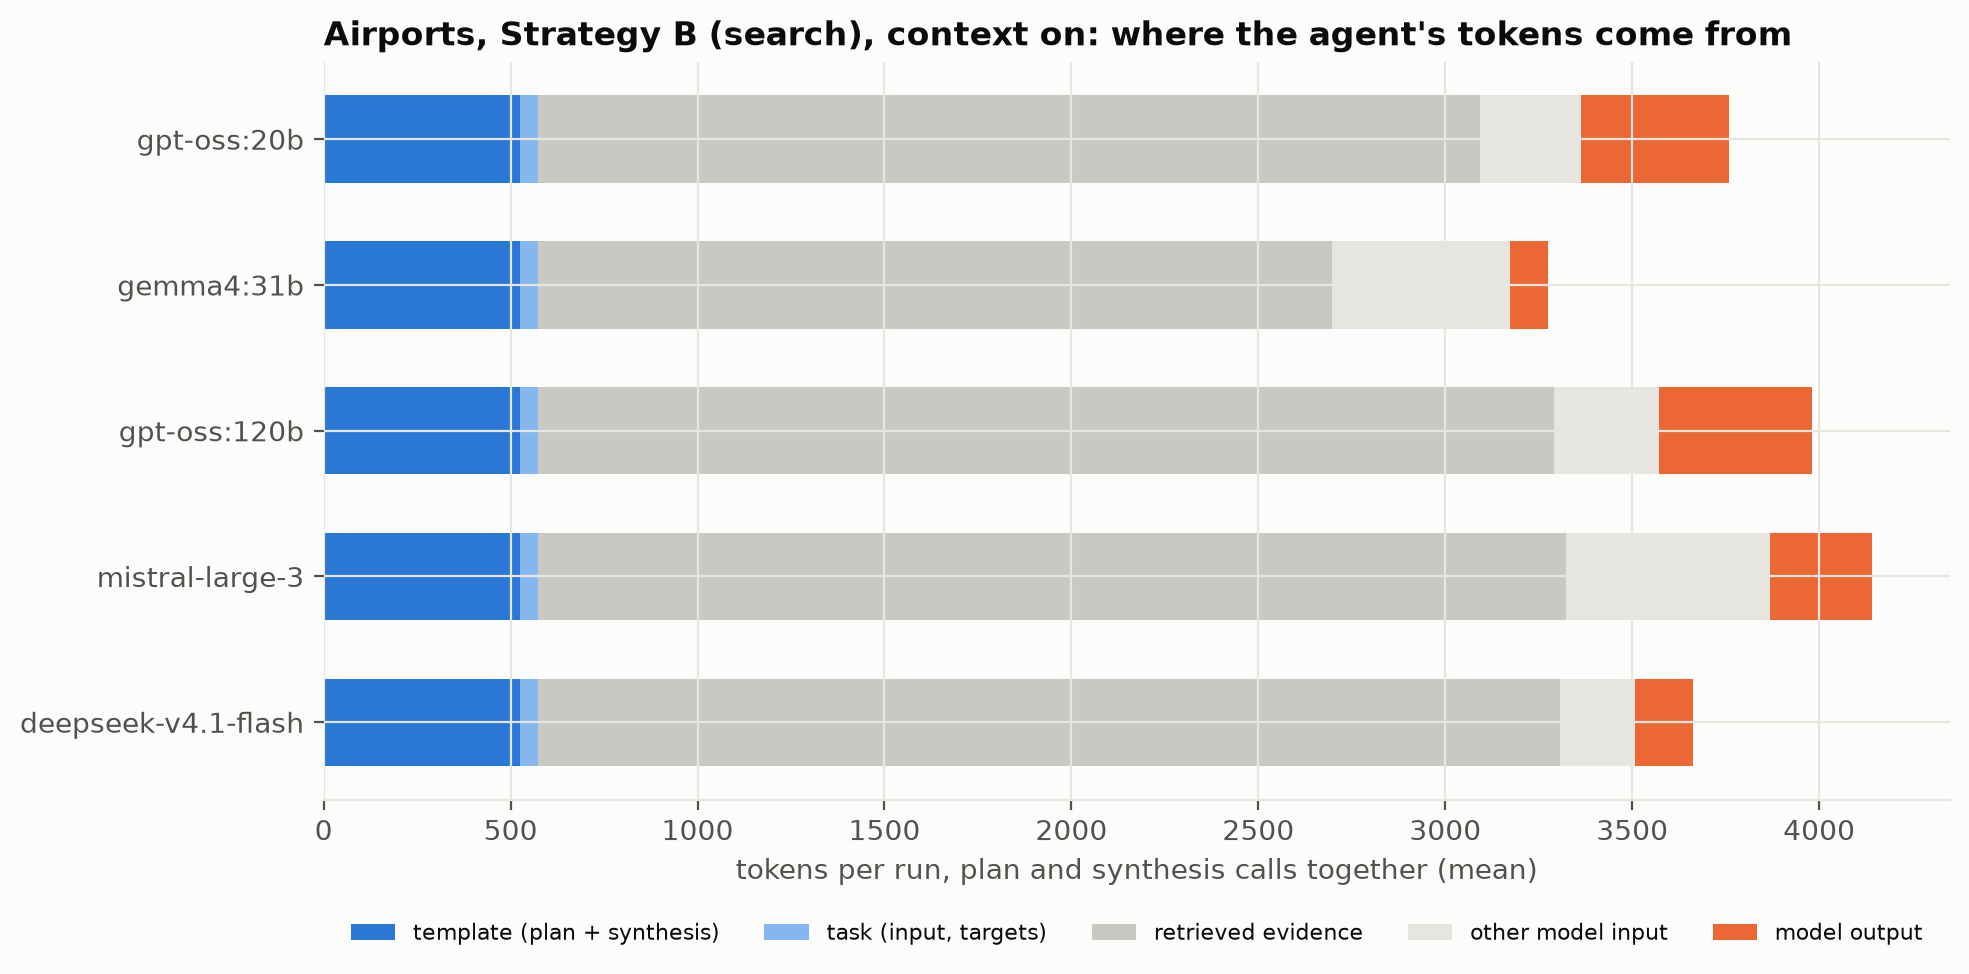 Airports, Strategy B (search), context on: where the agent's tokens come from
gpt-oss:20b
gemma4:31b
gpt-oss:120b
mistral-large-3
deepseek-v4.1-flash
0 500 1000 1500 2000 2500 3000 3500 4000
tokens per run, plan and synthesis calls together (mean)
template (plan + synthesis) task (input, targets) retrieved evidence other model input model output